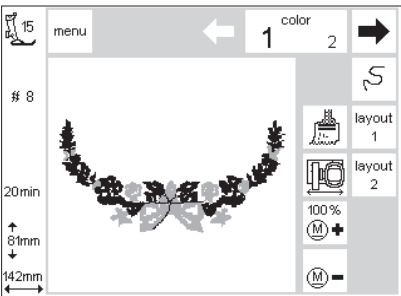 15
menu
color
1 2
# 8
layout
1
layout
2
20min
100%
M +
81mm
M -
142mm